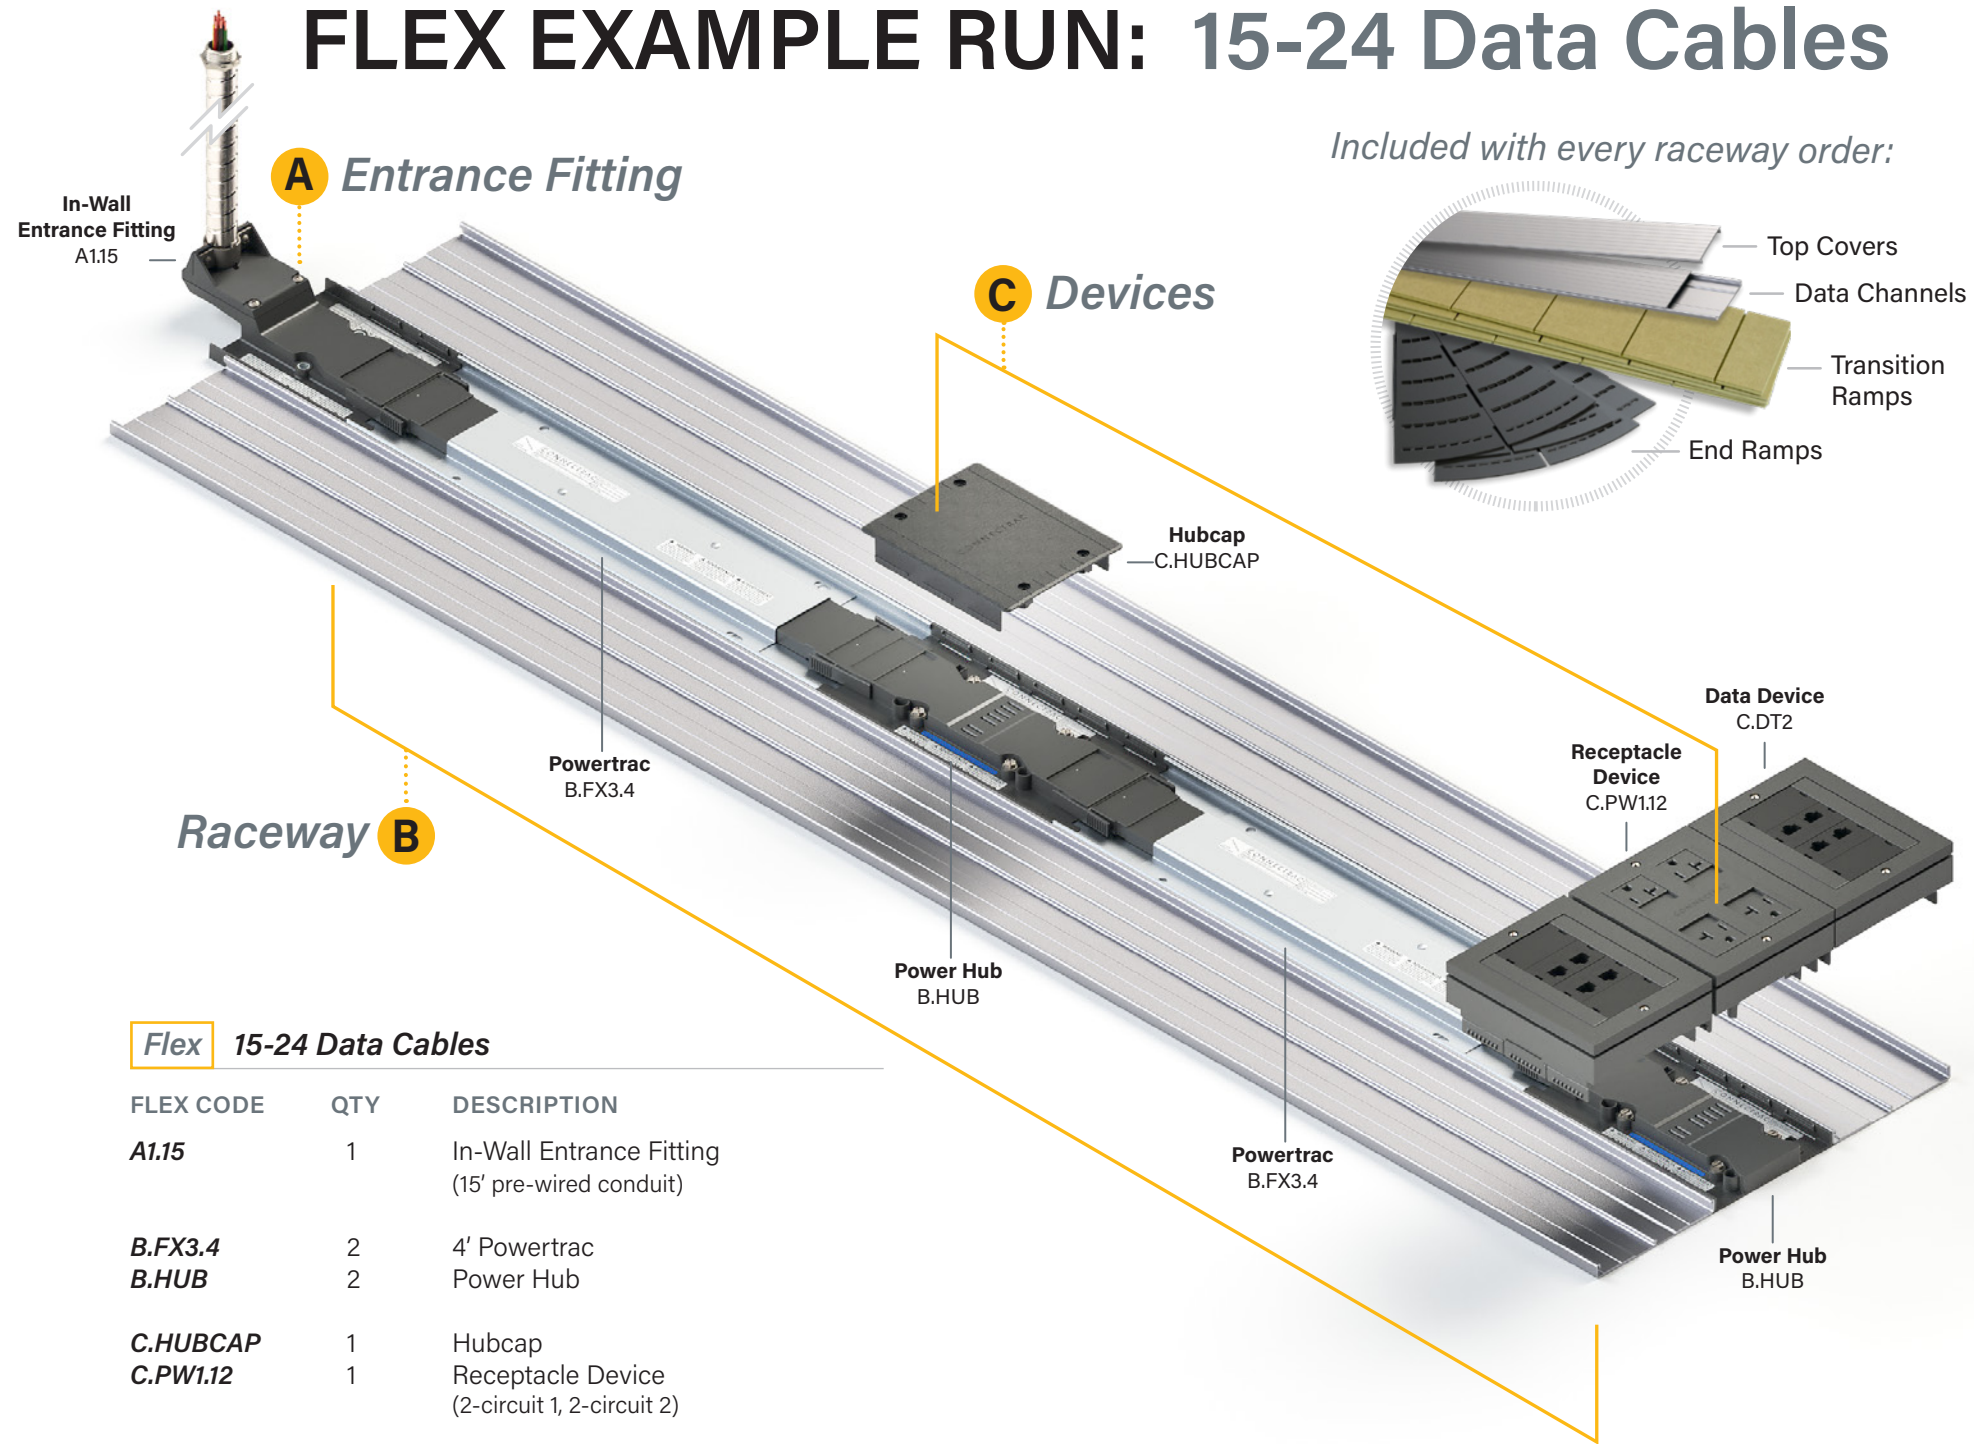 FLEX EXAMPLE RUN: 15-24 Data Cables
Included with every raceway order:
A Entrance Fitting
In-Wall
Entrance Fitting
A1.15
Top Covers
Data Channels
Transition
Ramps
End Ramps
C Devices
Hubcap
C.HUBCAP
CONNECTRAC
Data Device
C.DT2
Receptacle
Device
C.PW1.12
Powertrac
B.FX3.4
Raceway B
Power Hub
B.HUB
Powertrac
B.FX3.4
Power Hub
B.HUB
Flex 15-24 Data Cables
FLEX CODE QTY DESCRIPTION
A1.15 1 In-Wall Entrance Fitting
(15' pre-wired conduit)
B.FX3.4 2 4' Powertrac
B.HUB 2 Power Hub
C.HUBCAP 1 Hubcap
C.PW1.12 1 Receptacle Device
(2-circuit 1, 2-circuit 2)